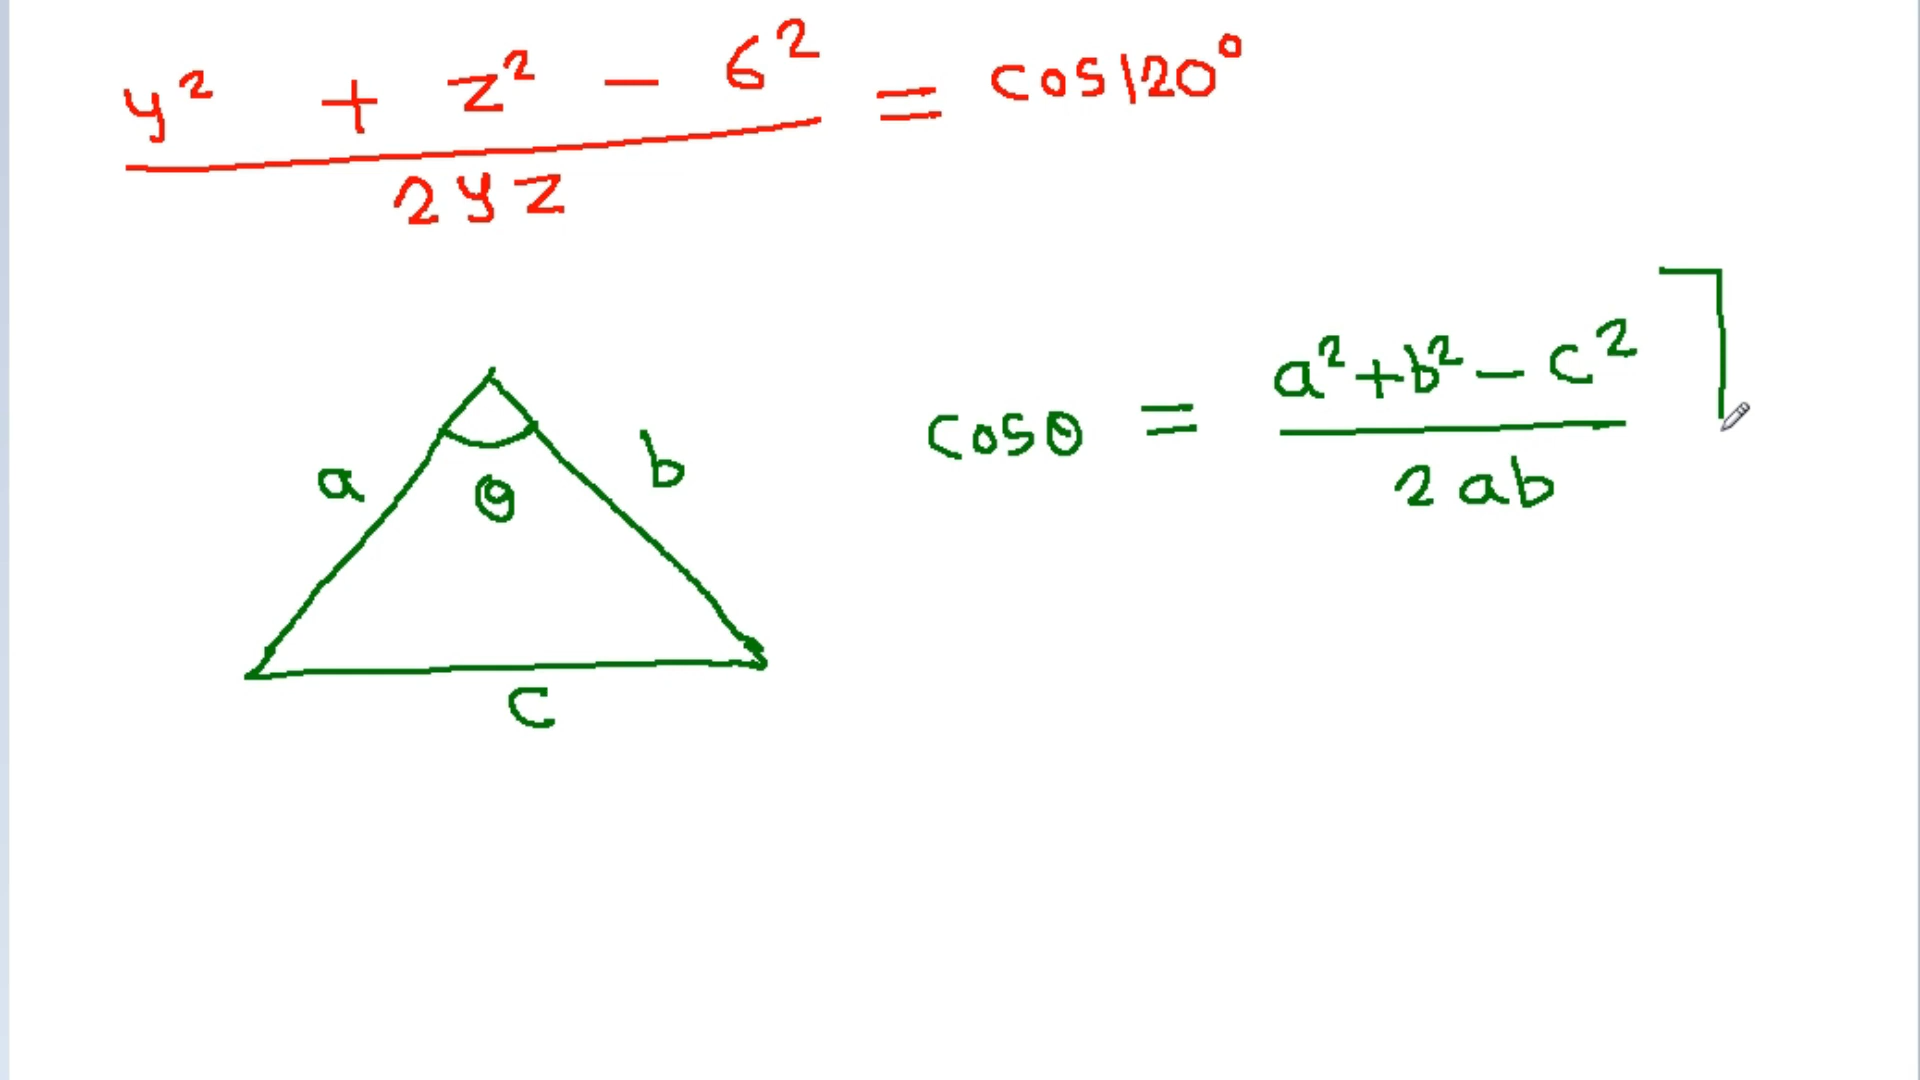 y² + z² − 6² = cos120°
2yz
a θ b
c
cosθ = a²+b²−c²
2ab